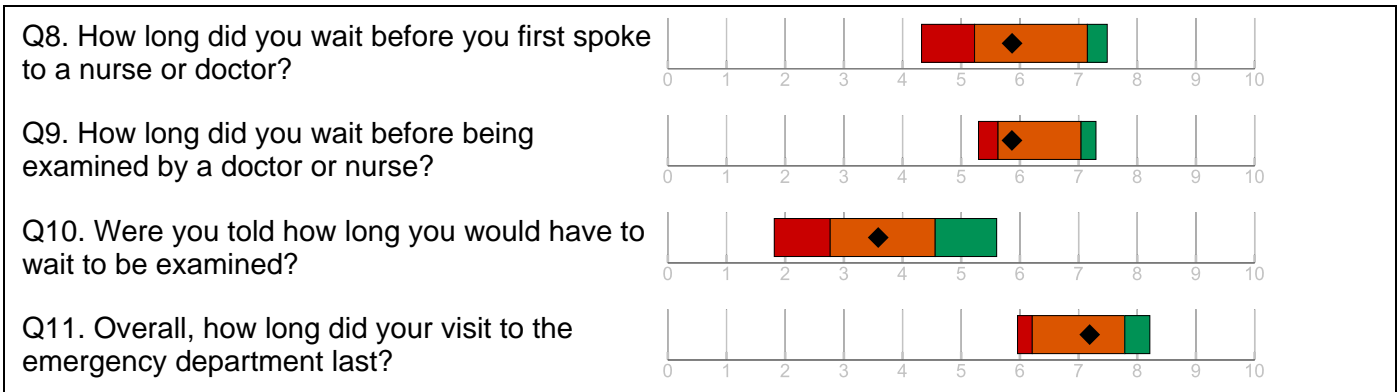 Q8. How long did you wait before you first spoke
to a nurse or doctor?
0 1 2 3 4 5 6 7 8 9 10
Q9. How long did you wait before being
examined by a doctor or nurse?
0 1 2 3 4 5 6 7 8 9 10
Q10. Were you told how long you would have to
wait to be examined?
0 1 2 3 4 5 6 7 8 9 10
Q11. Overall, how long did your visit to the
emergency department last?
0 1 2 3 4 5 6 7 8 9 10